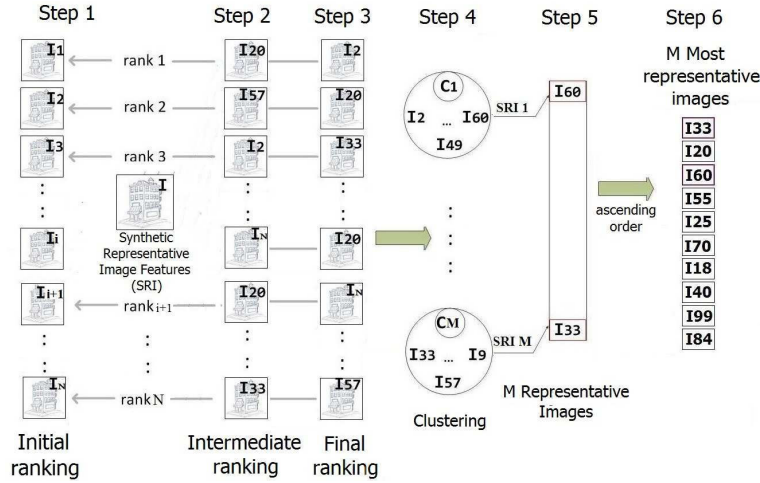 Step 1
Step 2
Step 3
Step 4
Step 5
Step 6
I1
rank 1
I20
I2
I2
rank 2
I57
I20
I3
rank 3
I2
I33
I
Synthetic
Representative
Image Features
(SRI)
Ii
IN
I20
Ii+1
rank i+1
I20
IN
IN
rank N
I33
I57
Initial
ranking
Intermediate
ranking
Final
ranking
C1
I2 ... I60
I49
SRI 1
CM
I33 ... I9
I57
SRI M
Clustering
I60
I33
M Representative
Images
ascending
order
M Most
representative
images
I33
I20
I60
I55
I25
I70
I18
I40
I99
I84